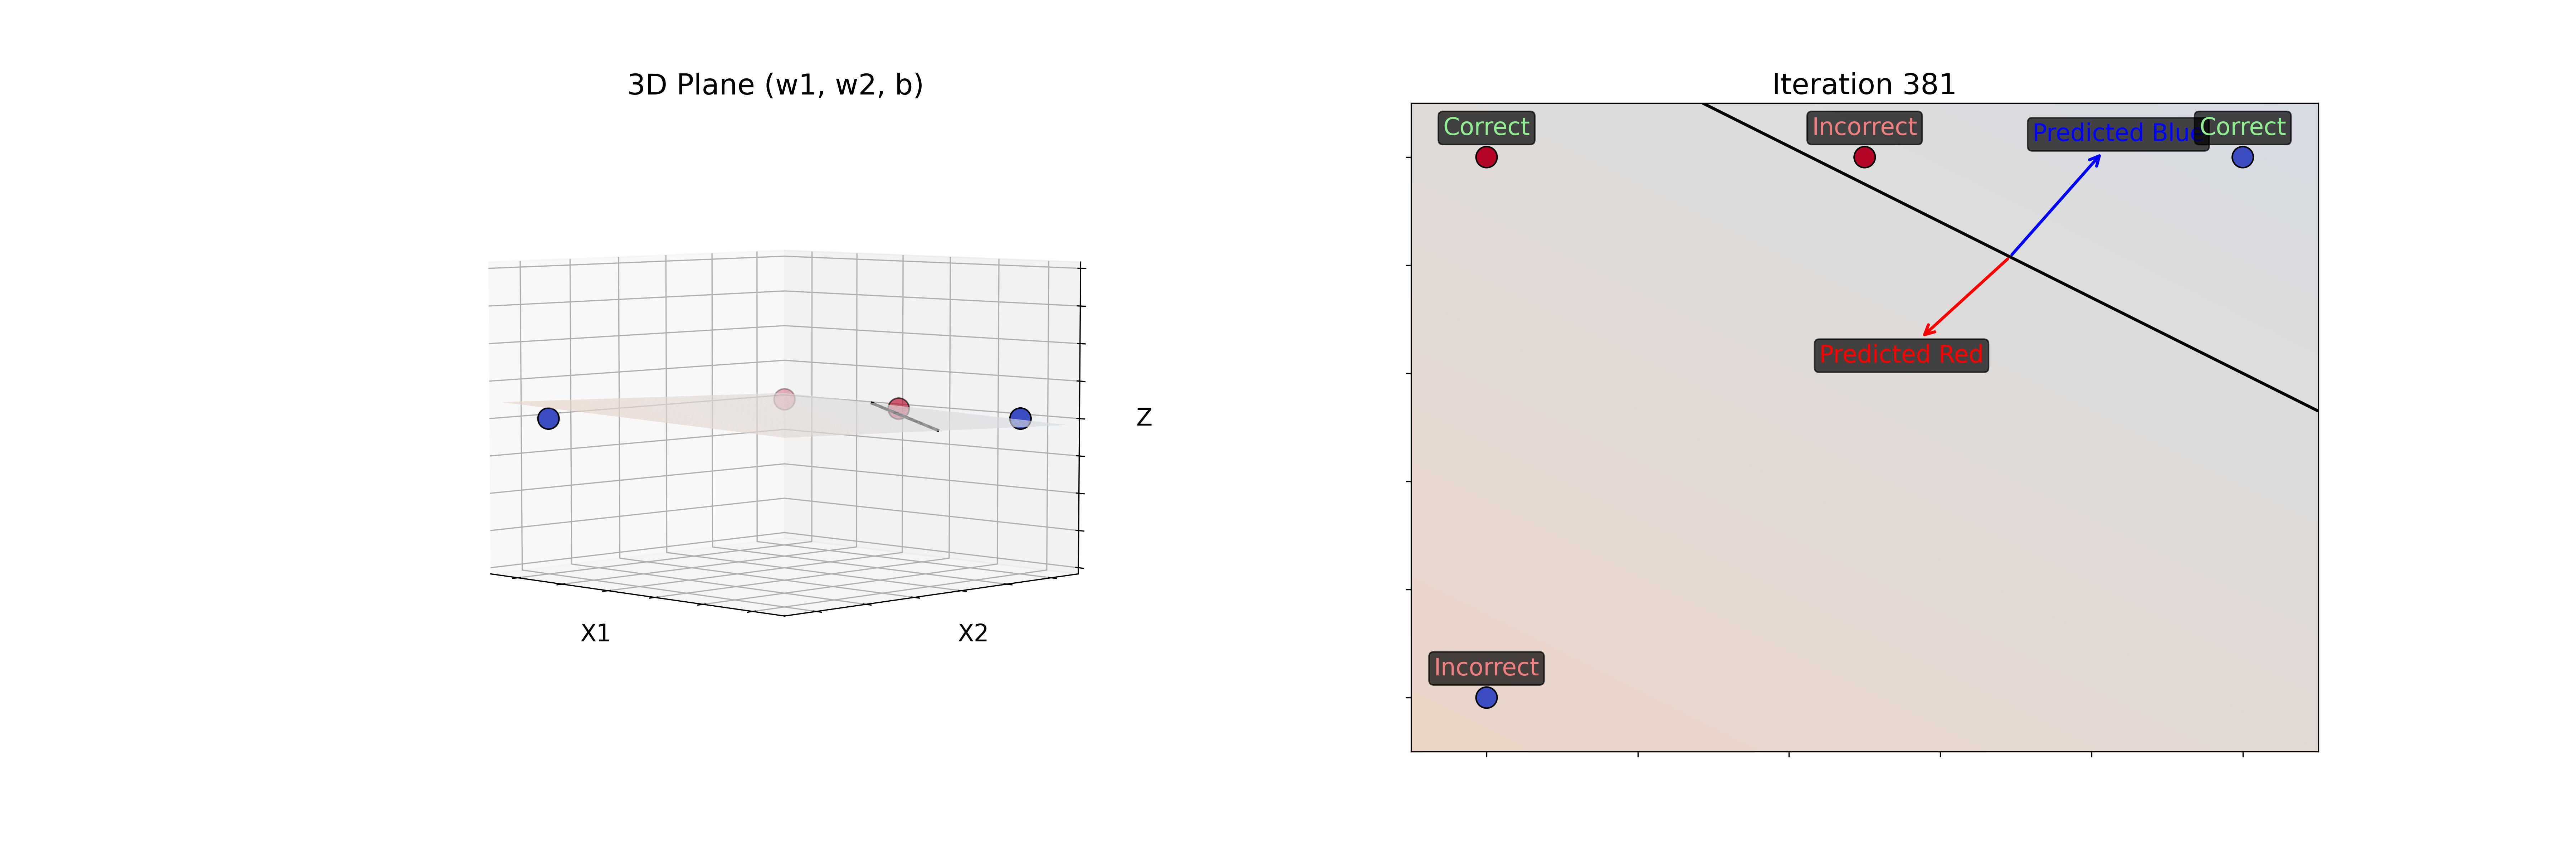 3D Plane (w1, w2, b)
Z
X1
X2
Iteration 381
Correct
Incorrect
Predicted Blue
Correct
Predicted Red
Incorrect